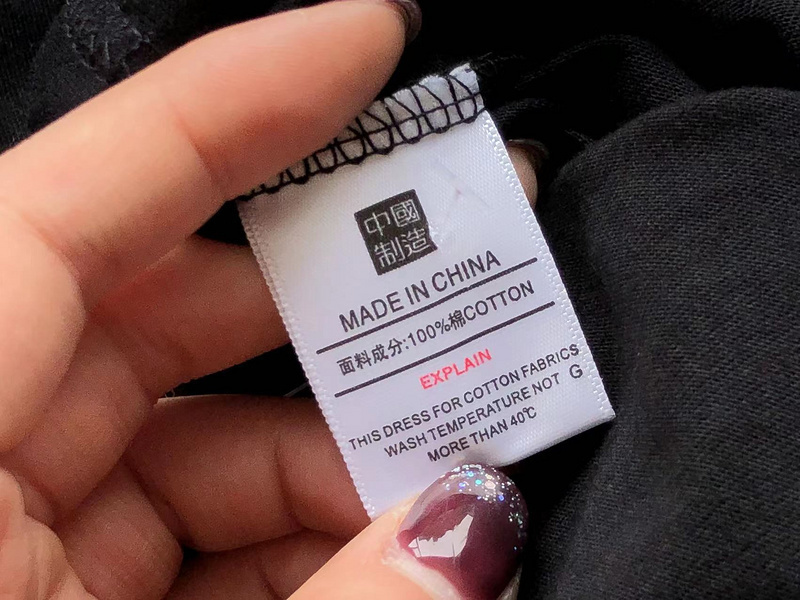 中國
制造
MADE IN CHINA
面料成分:100%棉COTTON
EXPLAIN
THIS DRESS FOR COTTON FABRICS
WASH TEMPERATURE NOT G
MORE THAN 40℃